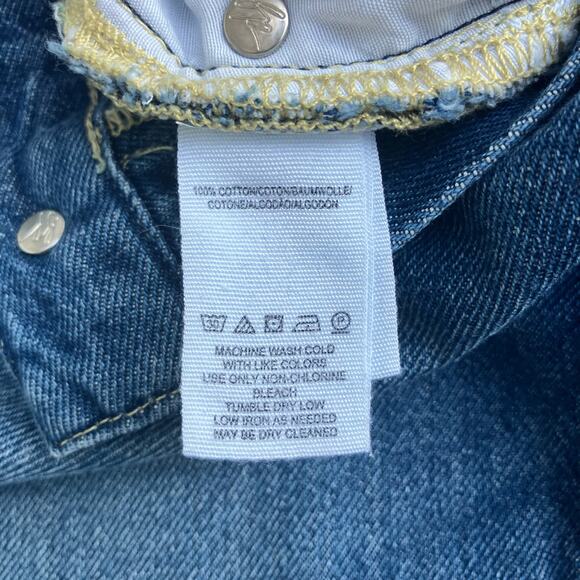 100% COTTON/COTON/BAUMWOLLE/
COTONE/ALGODÃO/ALGODON
30 P
MACHINE WASH COLD
WITH LIKE COLORS
USE ONLY NON-CHLORINE
BLEACH
TUMBLE DRY LOW
LOW IRON AS NEEDED
MAY BE DRY CLEANED